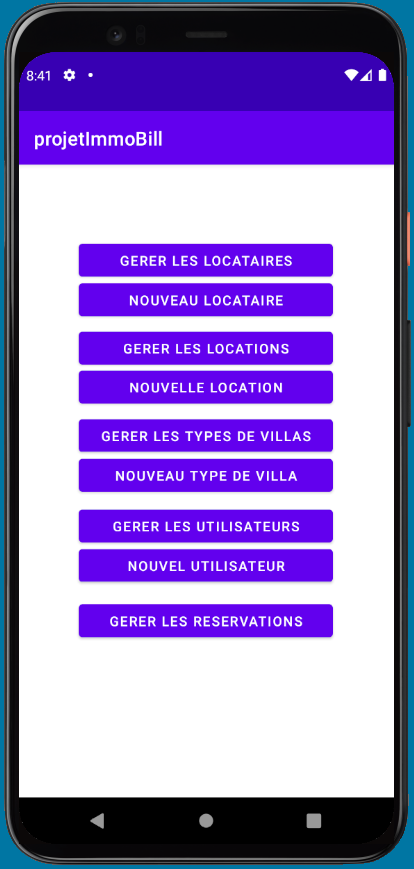 8:41
projetImmoBill
GERER LES LOCATAIRES
NOUVEAU LOCATAIRE
GERER LES LOCATIONS
NOUVELLE LOCATION
GERER LES TYPES DE VILLAS
NOUVEAU TYPE DE VILLA
GERER LES UTILISATEURS
NOUVEL UTILISATEUR
GERER LES RESERVATIONS